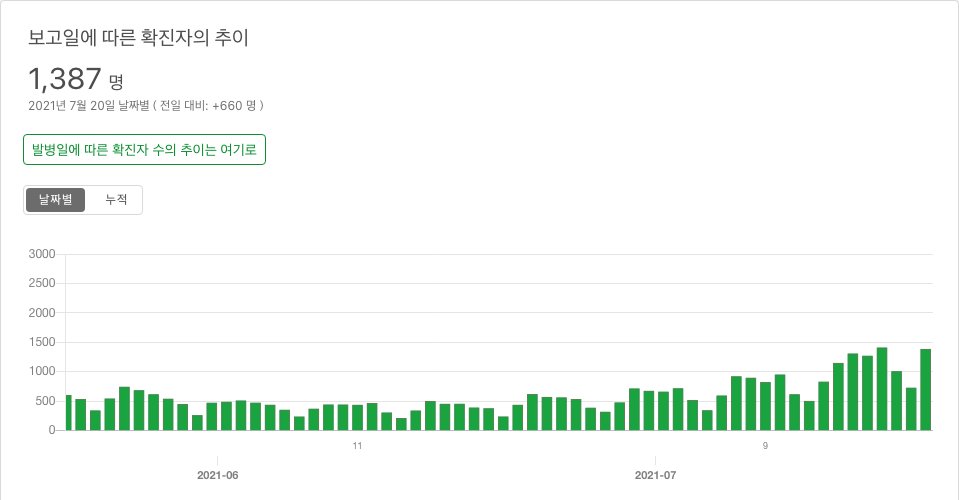 보고일에 따른 확진자의 추이
1,387 명
2021년 7월 20일 날짜별 ( 전일 대비: +660 명 )
발병일에 따른 확진자 수의 추이는 여기로
날짜별 누적
3000
2500
2000
1500
1000
500
0
11 9
2021-06 2021-07